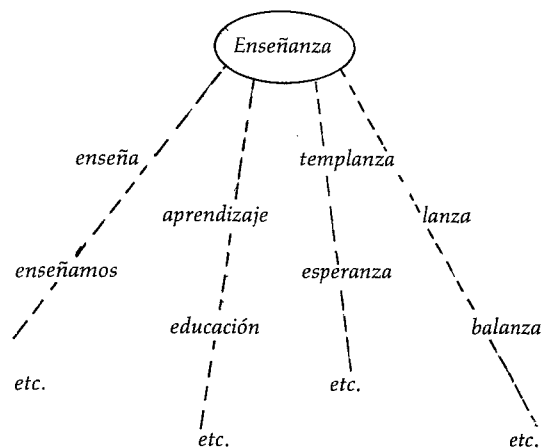 Enseñanza
enseña
templanza
aprendizaje
lanza
enseñamos
esperanza
educación
balanza
etc.
etc.
etc.
etc.